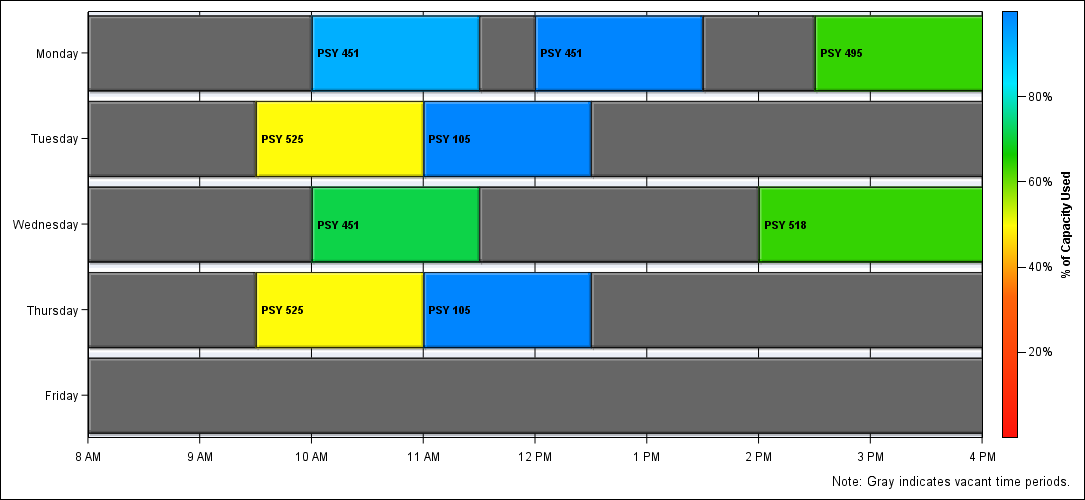 Monday
PSY 451
PSY 451
PSY 495
Tuesday
PSY 525
PSY 105
Wednesday
PSY 451
PSY 518
Thursday
PSY 525
PSY 105
Friday
8 AM 9 AM 10 AM 11 AM 12 PM 1 PM 2 PM 3 PM 4 PM
80%
60%
40%
20%
% of Capacity Used
Note: Gray indicates vacant time periods.